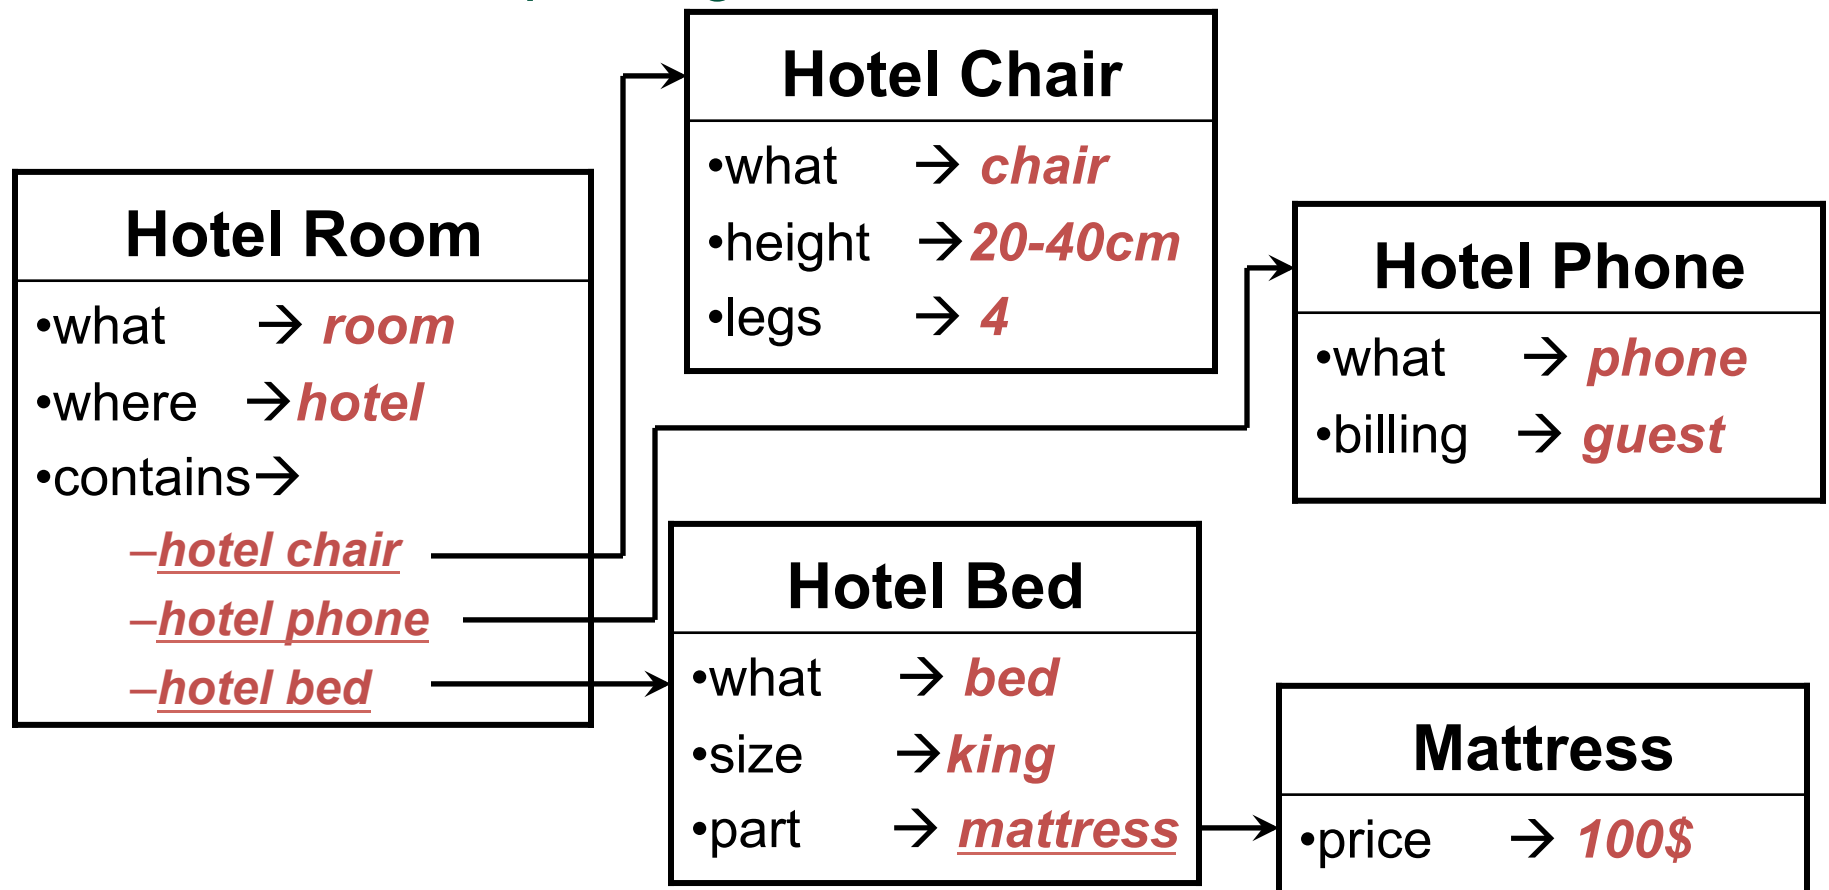 Hotel Room
•what → room
•where →hotel
•contains→
–hotel chair
–hotel phone
–hotel bed
Hotel Chair
•what → chair
•height →20-40cm
•legs → 4
Hotel Phone
•what → phone
•billing → guest
Hotel Bed
•what → bed
•size →king
•part → mattress
Mattress
•price → 100$